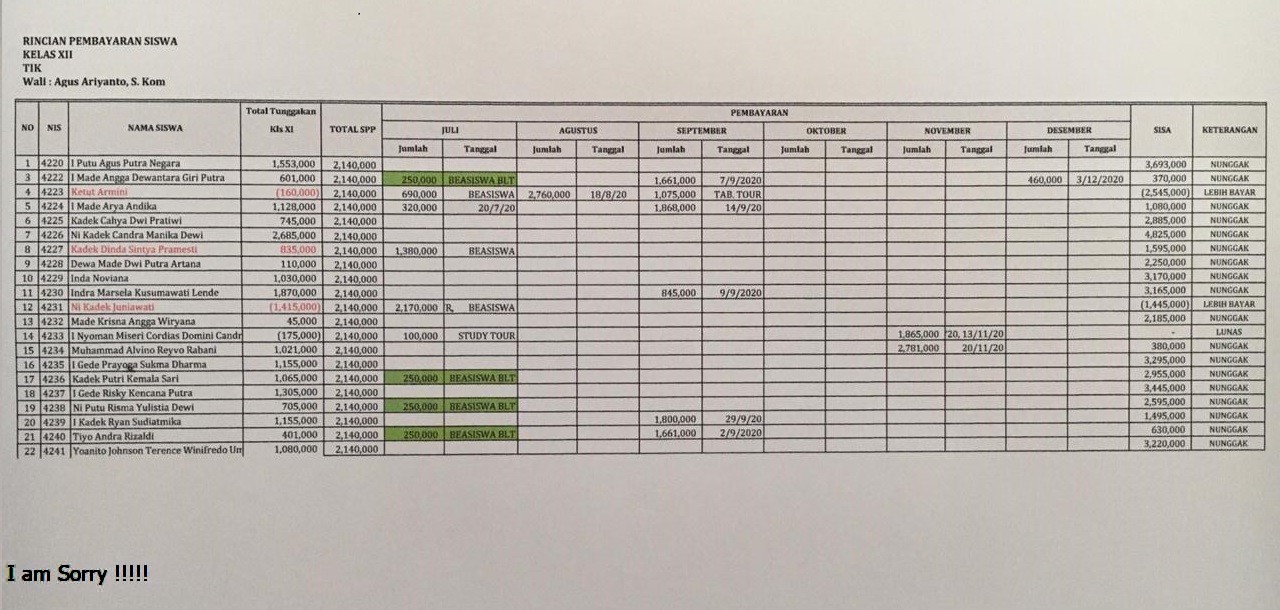 RINCIAN PEMBAYARAN SISWA
KELAS XII
TIK
Wali : Agus Ariyanto, S. Kom
NO NIS NAMA SISWA Total Tunggakan Kls XI TOTAL SPP PEMBAYARAN SISA KETERANGAN
JULI AGUSTUS SEPTEMBER OKTOBER NOVEMBER DESEMBER
Jumlah Tanggal Jumlah Tanggal Jumlah Tanggal Jumlah Tanggal Jumlah Tanggal Jumlah Tanggal
1 4220 I Putu Agus Putra Negara 1,553,000 2,140,000 3,693,000 NUNGGAK
3 4222 I Made Angga Dewantara Giri Putra 601,000 2,140,000 250,000 BEASISWA BLT 1,661,000 7/9/2020 460,000 3/12/2020 370,000 NUNGGAK
4 4223 Ketut Armini (160,000) 2,140,000 690,000 BEASISWA 2,760,000 18/8/20 1,075,000 TAB. TOUR (2,545,000) LEBIH BAYAR
5 4224 I Made Arya Andika 1,128,000 2,140,000 320,000 20/7/20 1,868,000 14/9/20 1,080,000 NUNGGAK
6 4225 Kadek Cahya Dwi Pratiwi 745,000 2,140,000 2,885,000 NUNGGAK
7 4226 Ni Kadek Candra Manika Dewi 2,685,000 2,140,000 4,825,000 NUNGGAK
8 4227 Kadek Dinda Sintya Pramesti 835,000 2,140,000 1,380,000 BEASISWA 1,595,000 NUNGGAK
9 4228 Dewa Made Dwi Putra Artana 110,000 2,140,000 2,250,000 NUNGGAK
10 4229 Inda Noviana 1,030,000 2,140,000 3,170,000 NUNGGAK
11 4230 Indra Marsela Kusumawati Lende 1,870,000 2,140,000 845,000 9/9/2020 3,165,000 NUNGGAK
12 4231 Ni Kadek Juniawati (1,415,000) 2,140,000 2,170,000 R, BEASISWA (1,445,000) LEBIH BAYAR
13 4232 Made Krisna Angga Wiryana 45,000 2,140,000 2,185,000 NUNGGAK
14 4233 I Nyoman Miseri Cordias Domini Candr (175,000) 2,140,000 100,000 STUDY TOUR 1,865,000 20, 13/11/20 - LUNAS
15 4234 Muhammad Alvino Reyvo Rabani 1,021,000 2,140,000 2,781,000 20/11/20 380,000 NUNGGAK
16 4235 I Gede Prayoga Sukma Dharma 1,155,000 2,140,000 3,295,000 NUNGGAK
17 4236 Kadek Putri Kemala Sari 1,065,000 2,140,000 250,000 BEASISWA BLT 2,955,000 NUNGGAK
18 4237 I Gede Risky Kencana Putra 1,305,000 2,140,000 3,445,000 NUNGGAK
19 4238 Ni Putu Risma Yulistia Dewi 705,000 2,140,000 250,000 BEASISWA BLT 2,595,000 NUNGGAK
20 4239 I Kadek Ryan Sudiatmika 1,155,000 2,140,000 1,800,000 29/9/20 1,495,000 NUNGGAK
21 4240 Tiyo Andra Rizaldi 401,000 2,140,000 250,000 BEASISWA BLT 1,661,000 2/9/2020 630,000 NUNGGAK
22 4241 Yoanito Johnson Terence Winifredo Um 1,080,000 2,140,000 3,220,000 NUNGGAK
I am Sorry !!!!!